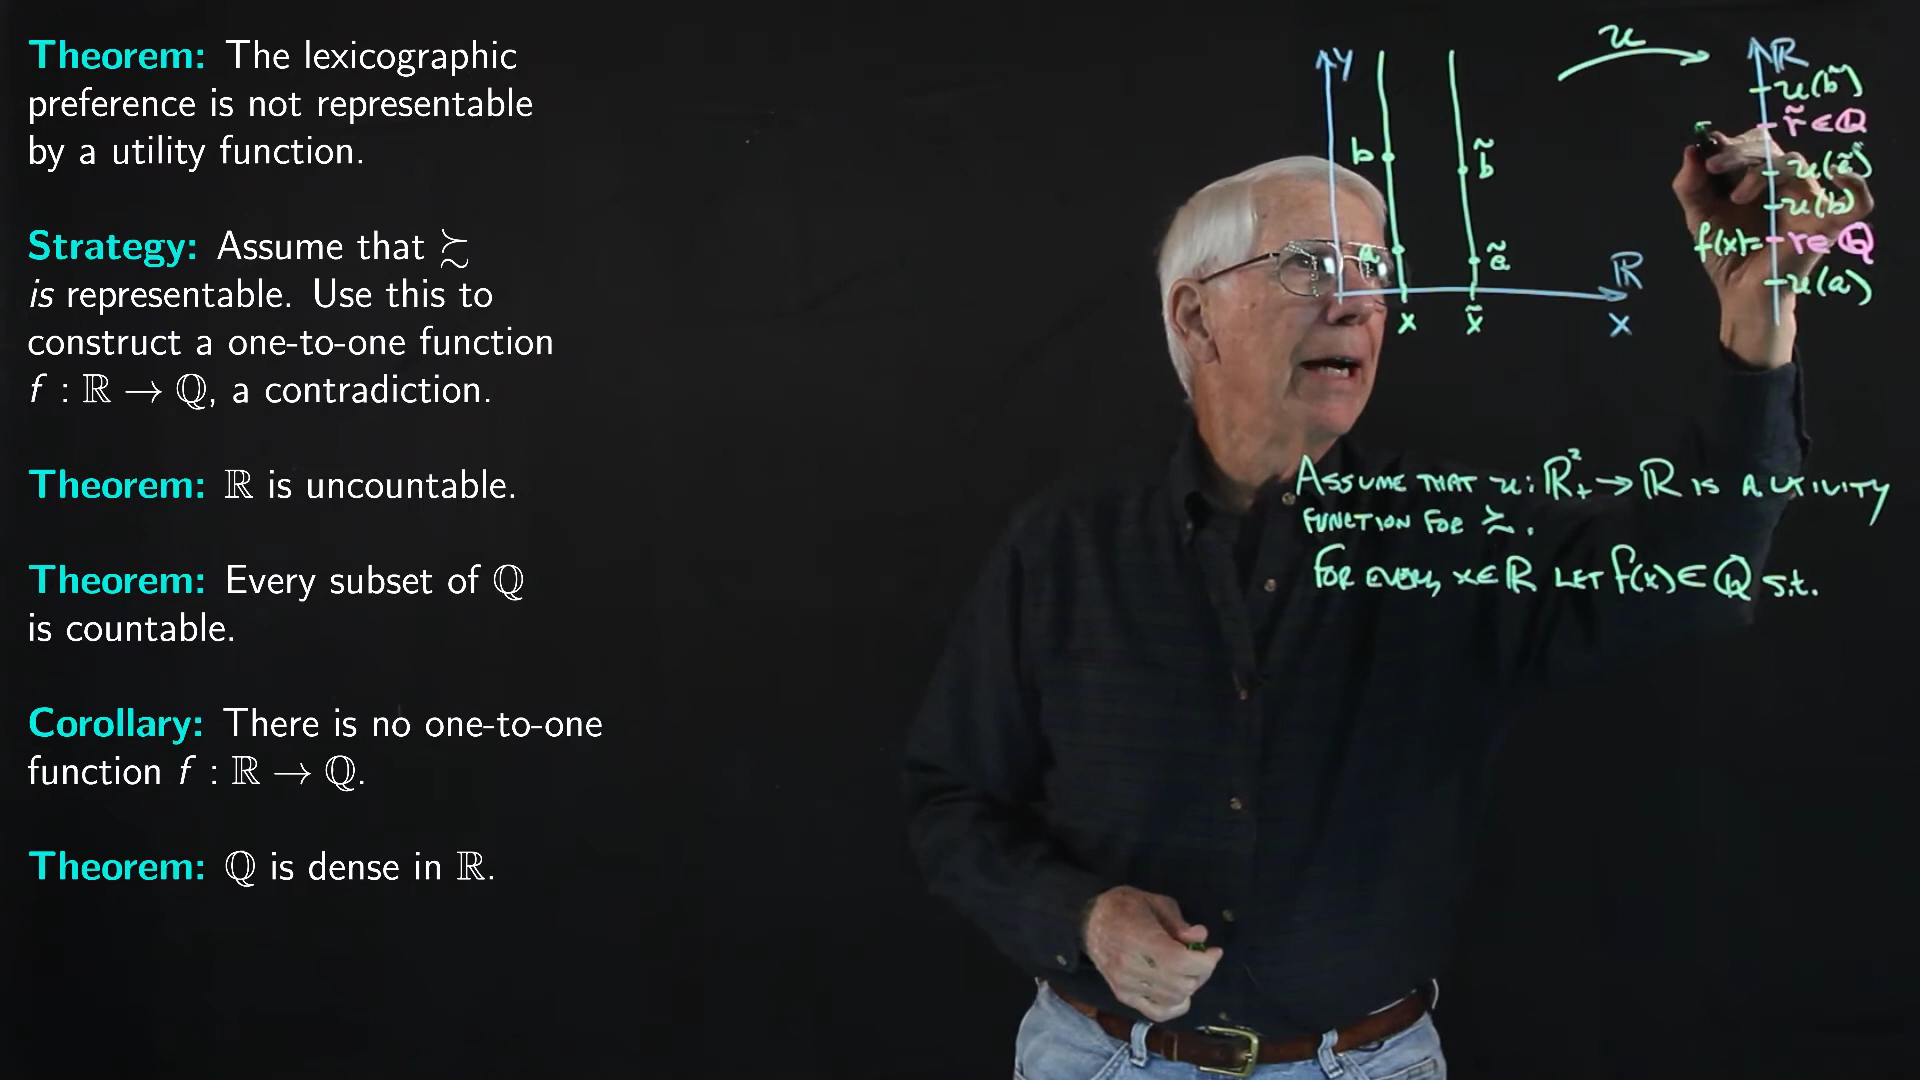 Theorem: The lexicographic
preference is not representable
by a utility function.
Strategy: Assume that ≿
is representable. Use this to
construct a one-to-one function
f : ℝ → ℚ, a contradiction.
Theorem: ℝ is uncountable.
Theorem: Every subset of ℚ
is countable.
Corollary: There is no one-to-one
function f : ℝ → ℚ.
Theorem: ℚ is dense in ℝ.
u
Y
b
b̃
a
ã
ℝ
x
x̃
X
ℝ
u(b̃)
r̃ ∈ ℚ
u(ã)
u(b)
f(x)= r ∈ ℚ
u(a)
ASSUME THAT u: ℝ²₊ → ℝ IS A UTILITY
FUNCTION FOR ≿.
FOR EVERY x ∈ ℝ LET f(x) ∈ ℚ s.t.